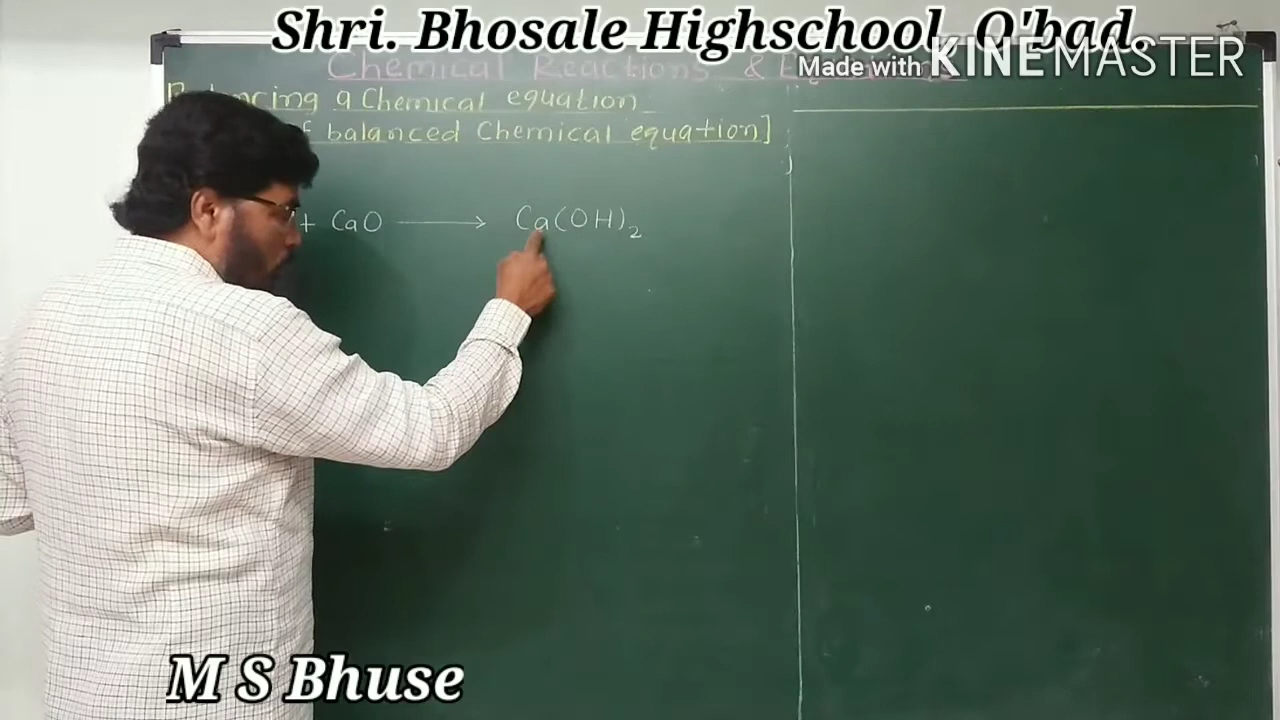 Shri. Bhosale Highschool, O'bad.
Made with KINEMASTER
Chemical Reactions &
a Chemical equation
balanced Chemical equation]
+ CaO ⟶ Ca(OH)₂
M S Bhuse